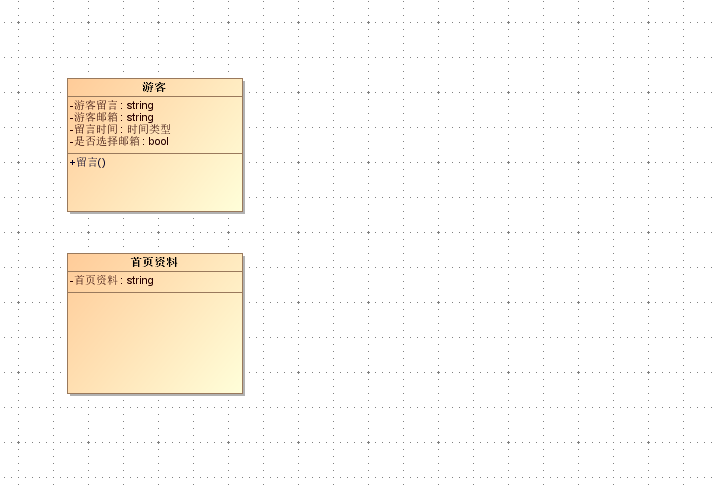 游客
-游客留言 : string
-游客邮箱 : string
-留言时间 : 时间类型
-是否选择邮箱 : bool
+留言()
首页资料
-首页资料 : string